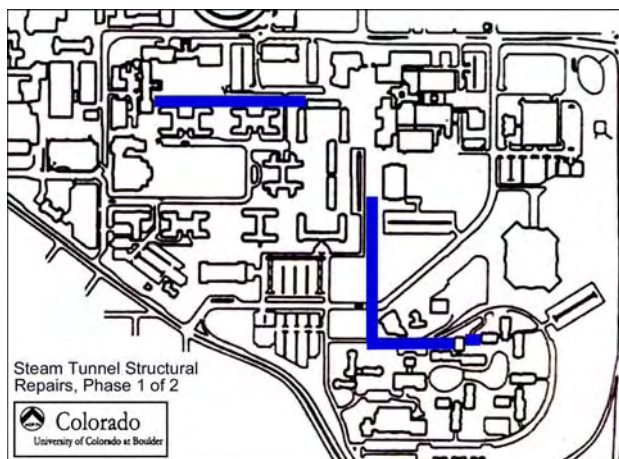 Steam Tunnel Structural
Repairs, Phase 1 of 2
Colorado
University of Colorado at Boulder